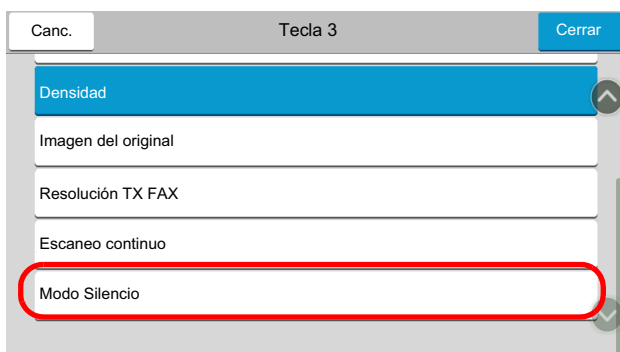 Canc. Tecla 3 Cerrar
Densidad
Imagen del original
Resolución TX FAX
Escaneo continuo
Modo Silencio